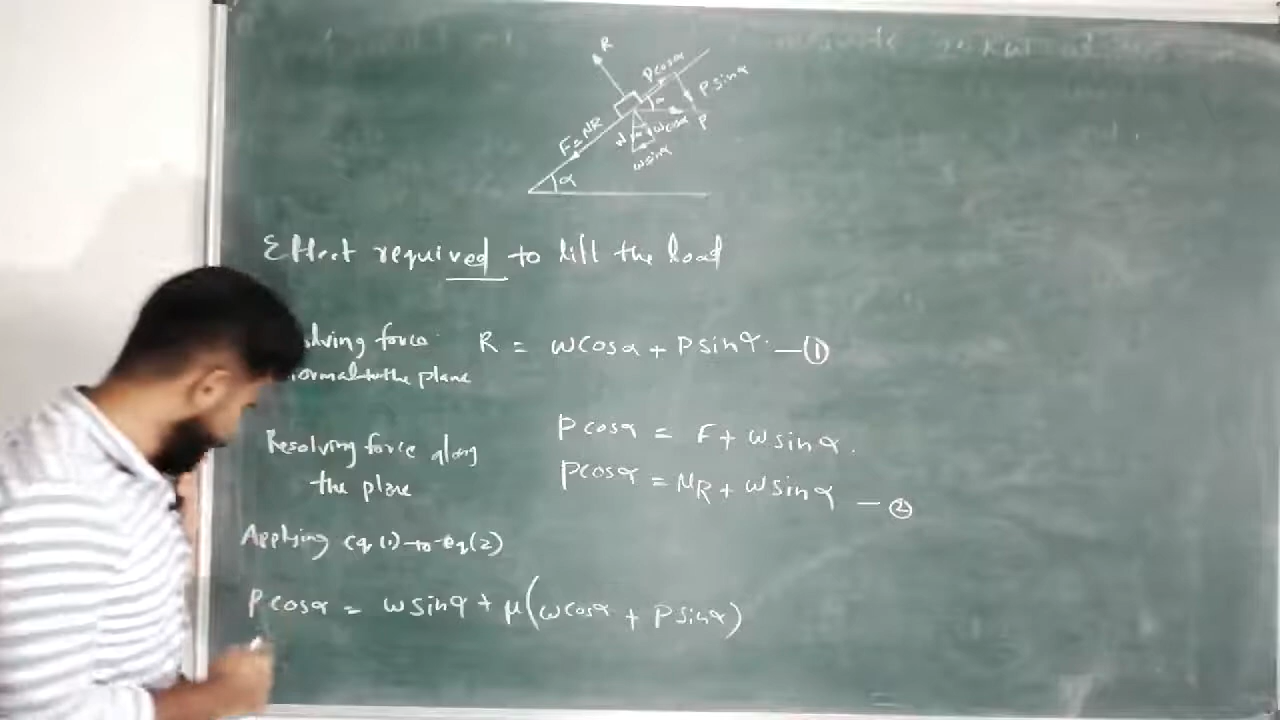 R
Pcosα
Psinα
α
P
F=μR
wcosα
wsinα
α
Effort required to lift the load
lving force R = wcosα + Psinα —①
ormal to the plane
Resolving force along Pcosα = F + wsinα.
the plane Pcosα = μR + wsinα —②
Applying eq(1) to eq(2)
Pcosα = wsinα + μ(wcosα + Psinα)